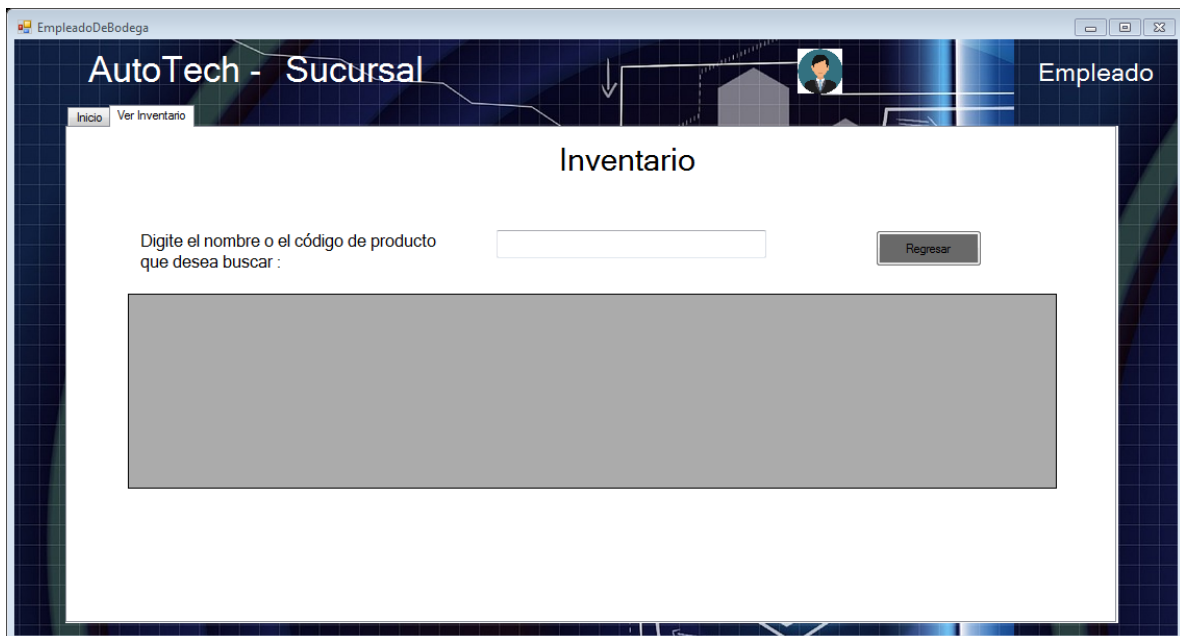 EmpleadoDeBodega
AutoTech - Sucursal
Empleado
Inicio
Ver Inventario
Inventario
Digite el nombre o el código de producto
que desea buscar :
Regresar